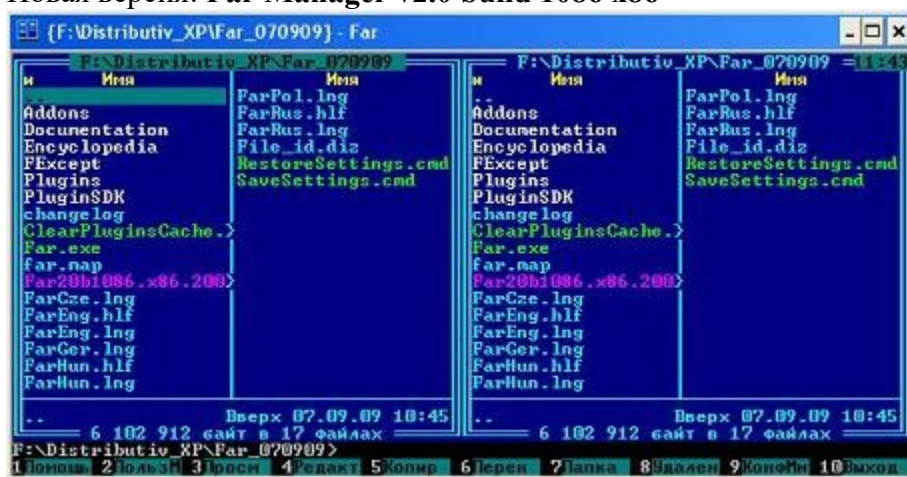 Новая версия: Far Manager v2.0 build 1086 x86
{F:\Distributiv_XP\Far_070909} - Far
F:\Distributiv_XP\Far_070909
F:\Distributiv_XP\Far_070909 11:43
и Имя Имя и Имя Имя
.. FarPol.lng .. FarPol.lng
FarRus.hlf FarRus.hlf
Addons FarRus.lng Addons FarRus.lng
Documentation File_id.diz Documentation File_id.diz
Encyclopedia RestoreSettings.cmd Encyclopedia RestoreSettings.cmd
FExcept SaveSettings.cmd FExcept SaveSettings.cmd
Plugins Plugins
PluginSDK PluginSDK
changelog changelog
ClearPluginsCache.} ClearPluginsCache.}
Far.exe Far.exe
far.map far.map
Far20b1086.x86.200} Far20b1086.x86.200}
FarCze.lng FarCze.lng
FarEng.hlf FarEng.hlf
FarEng.lng FarEng.lng
FarGer.lng FarGer.lng
FarHun.hlf FarHun.hlf
FarHun.lng FarHun.lng
.. Вверх 07.09.09 10:45 .. Вверх 07.09.09 10:45
6 102 912 байт в 17 файлах 6 102 912 байт в 17 файлах
F:\Distributiv_XP\Far_070909>
1Помощь 2ПользМ 3Просм 4Редакт 5Копир 6Перен 7Папка 8Удален 9КонфМн 10Выход